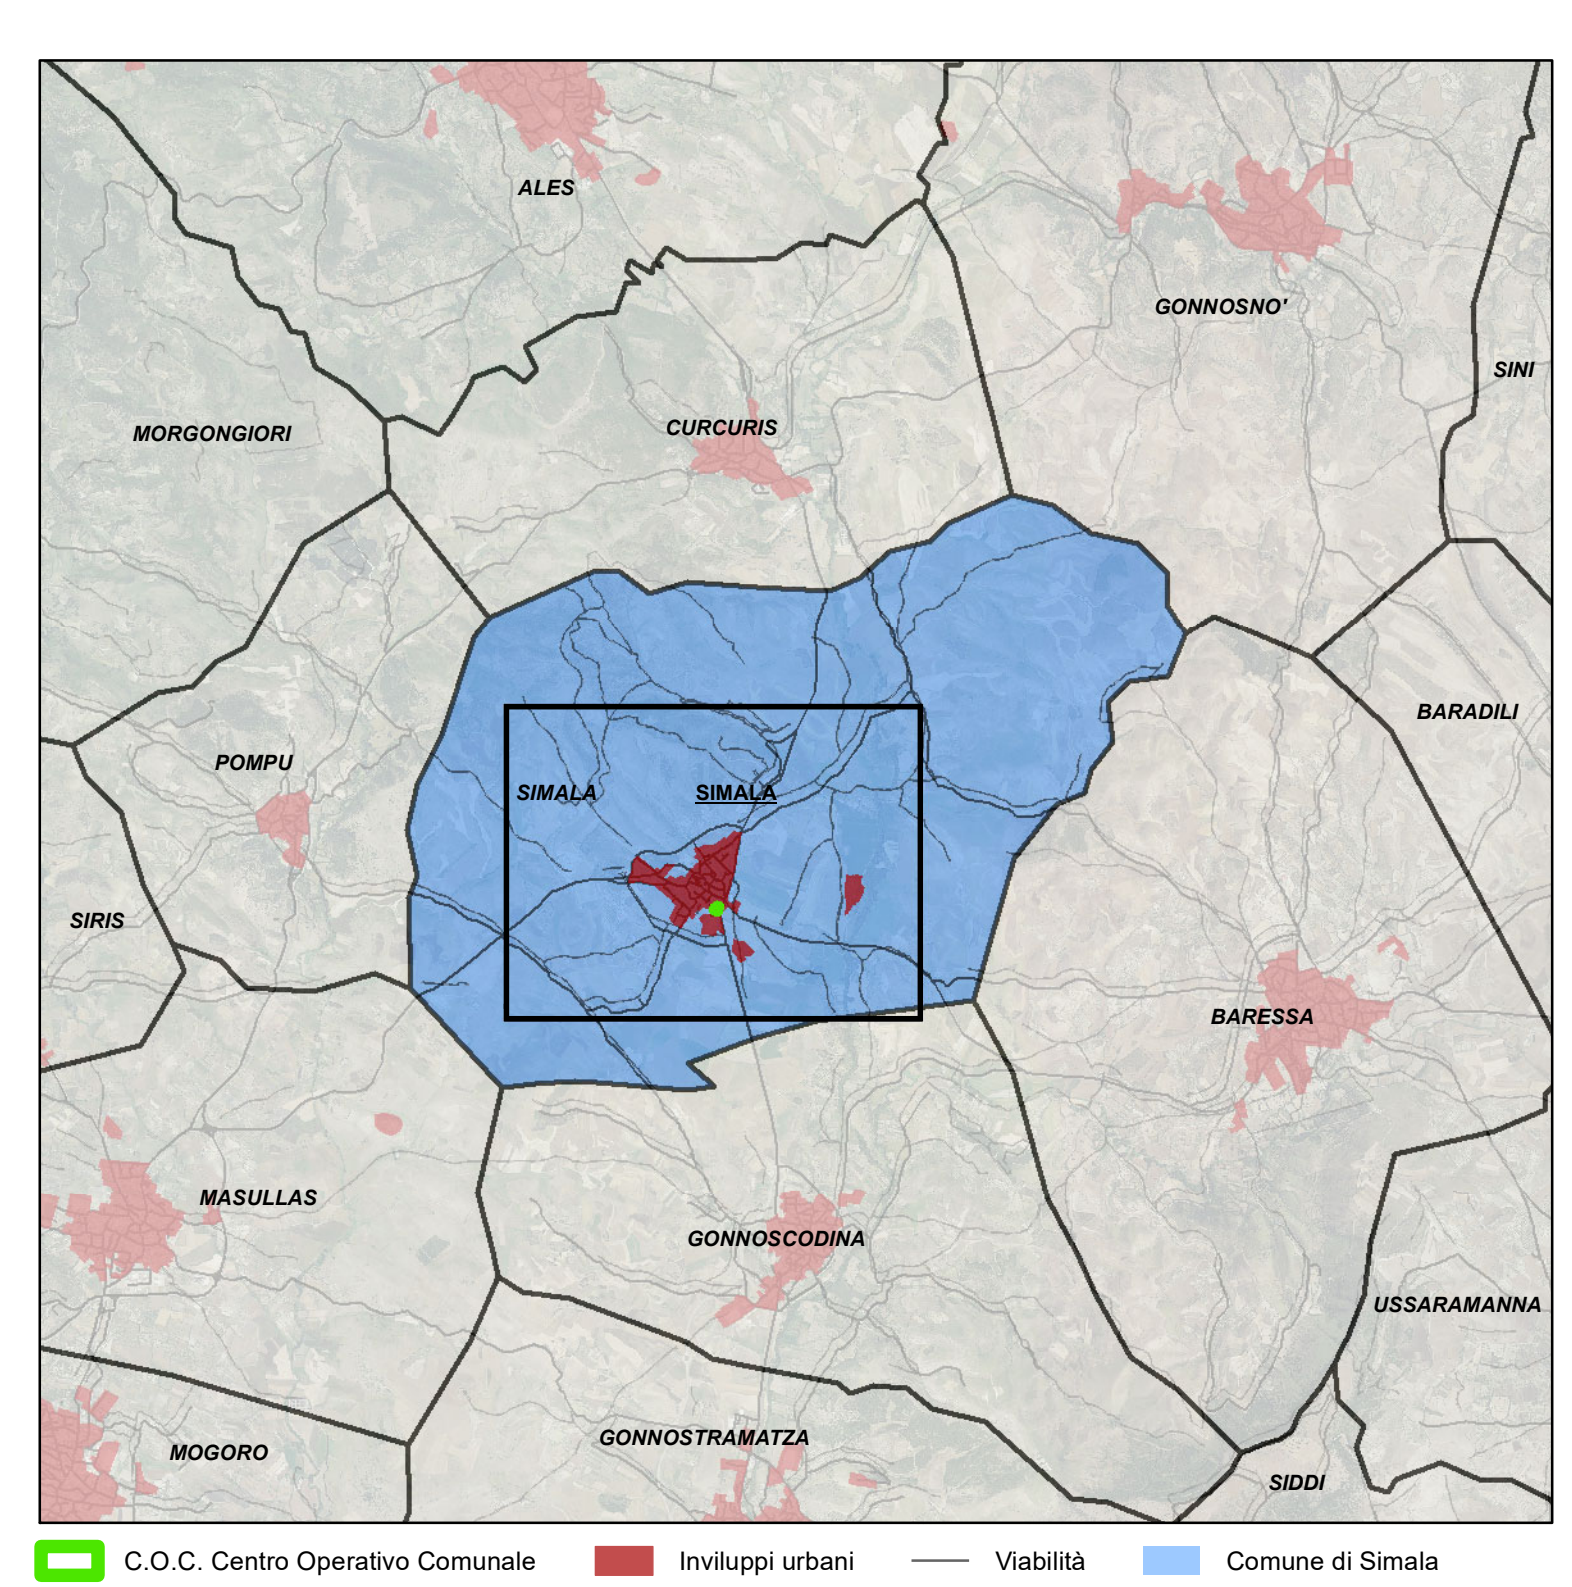 ALES
GONNOSNO'
SINI
MORGONGIORI
CURCURIS
BARADILI
POMPU
SIMALA
SIMALA
SIRIS
BARESSA
MASULLAS
GONNOSCODINA
USSARAMANNA
MOGORO
GONNOSTRAMATZA
SIDDI
C.O.C. Centro Operativo Comunale
Inviluppi urbani
Viabilità
Comune di Simala